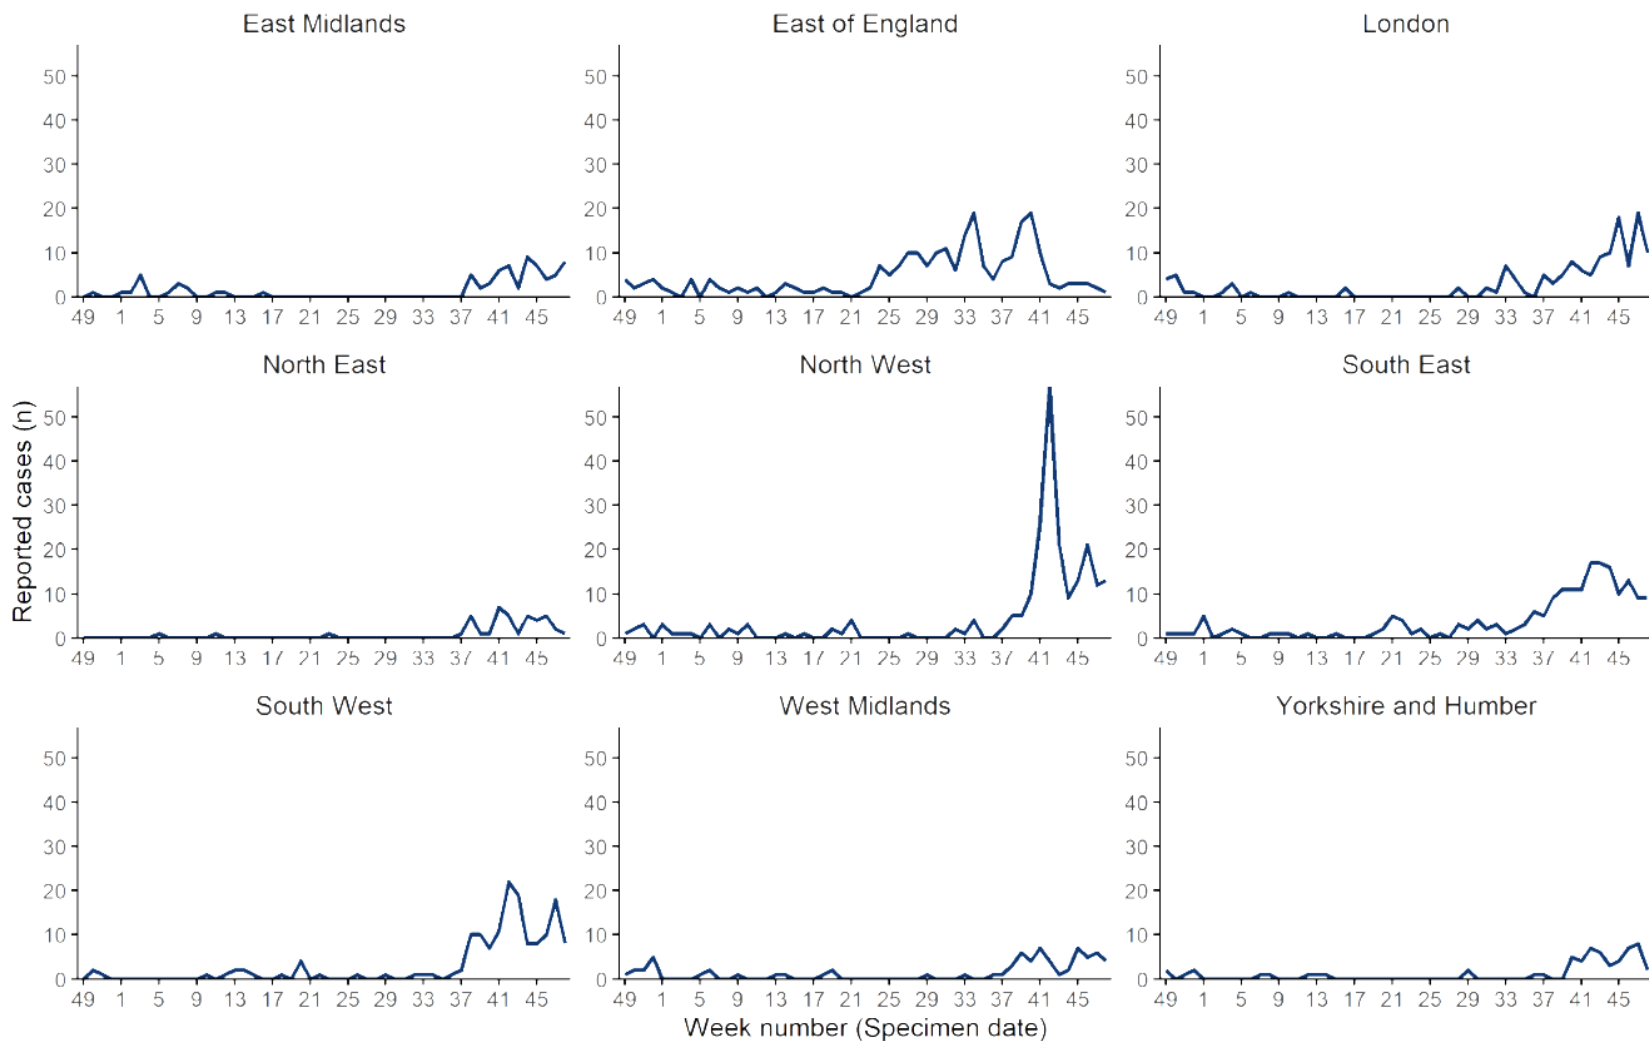 East Midlands East of England London
50 50 50
40 40 40
30 30 30
20 20 20
10 10 10
0 0 0
49 1 5 9 13 17 21 25 29 33 37 41 45 49 1 5 9 13 17 21 25 29 33 37 41 45 49 1 5 9 13 17 21 25 29 33 37 41 45
North East North West South East
Reported cases (n)
50 50 50
40 40 40
30 30 30
20 20 20
10 10 10
0 0 0
49 1 5 9 13 17 21 25 29 33 37 41 45 49 1 5 9 13 17 21 25 29 33 37 41 45 49 1 5 9 13 17 21 25 29 33 37 41 45
South West West Midlands Yorkshire and Humber
50 50 50
40 40 40
30 30 30
20 20 20
10 10 10
0 0 0
49 1 5 9 13 17 21 25 29 33 37 41 45 49 1 5 9 13 17 21 25 29 33 37 41 45 49 1 5 9 13 17 21 25 29 33 37 41 45
Week number (Specimen date)